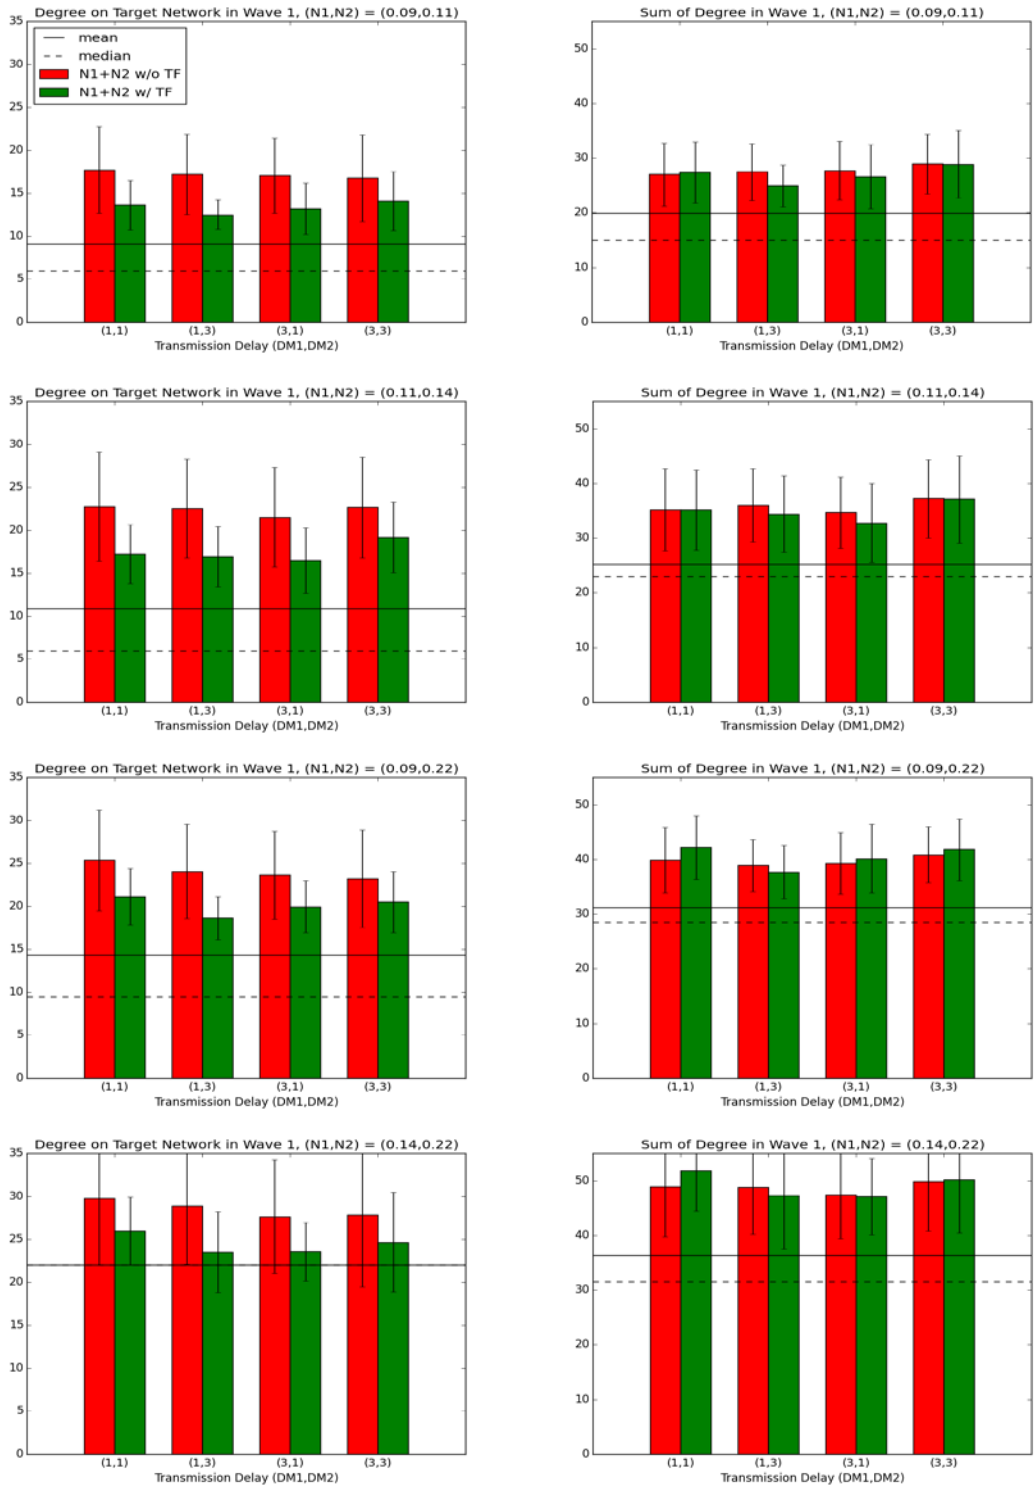 Degree on Target Network in Wave 1, (N1,N2) = (0.09,0.11)
35
30
25
20
15
10
5
0
mean
median
N1+N2 w/o TF
N1+N2 w/ TF
(1,1) (1,3) (3,1) (3,3)
Transmission Delay (DM1,DM2)
Sum of Degree in Wave 1, (N1,N2) = (0.09,0.11)
50
40
30
20
10
0
(1,1) (1,3) (3,1) (3,3)
Transmission Delay (DM1,DM2)
Degree on Target Network in Wave 1, (N1,N2) = (0.11,0.14)
35
30
25
20
15
10
5
0
(1,1) (1,3) (3,1) (3,3)
Transmission Delay (DM1,DM2)
Sum of Degree in Wave 1, (N1,N2) = (0.11,0.14)
50
40
30
20
10
0
(1,1) (1,3) (3,1) (3,3)
Transmission Delay (DM1,DM2)
Degree on Target Network in Wave 1, (N1,N2) = (0.09,0.22)
35
30
25
20
15
10
5
0
(1,1) (1,3) (3,1) (3,3)
Transmission Delay (DM1,DM2)
Sum of Degree in Wave 1, (N1,N2) = (0.09,0.22)
50
40
30
20
10
0
(1,1) (1,3) (3,1) (3,3)
Transmission Delay (DM1,DM2)
Degree on Target Network in Wave 1, (N1,N2) = (0.14,0.22)
35
30
25
20
15
10
5
0
(1,1) (1,3) (3,1) (3,3)
Transmission Delay (DM1,DM2)
Sum of Degree in Wave 1, (N1,N2) = (0.14,0.22)
50
40
30
20
10
0
(1,1) (1,3) (3,1) (3,3)
Transmission Delay (DM1,DM2)